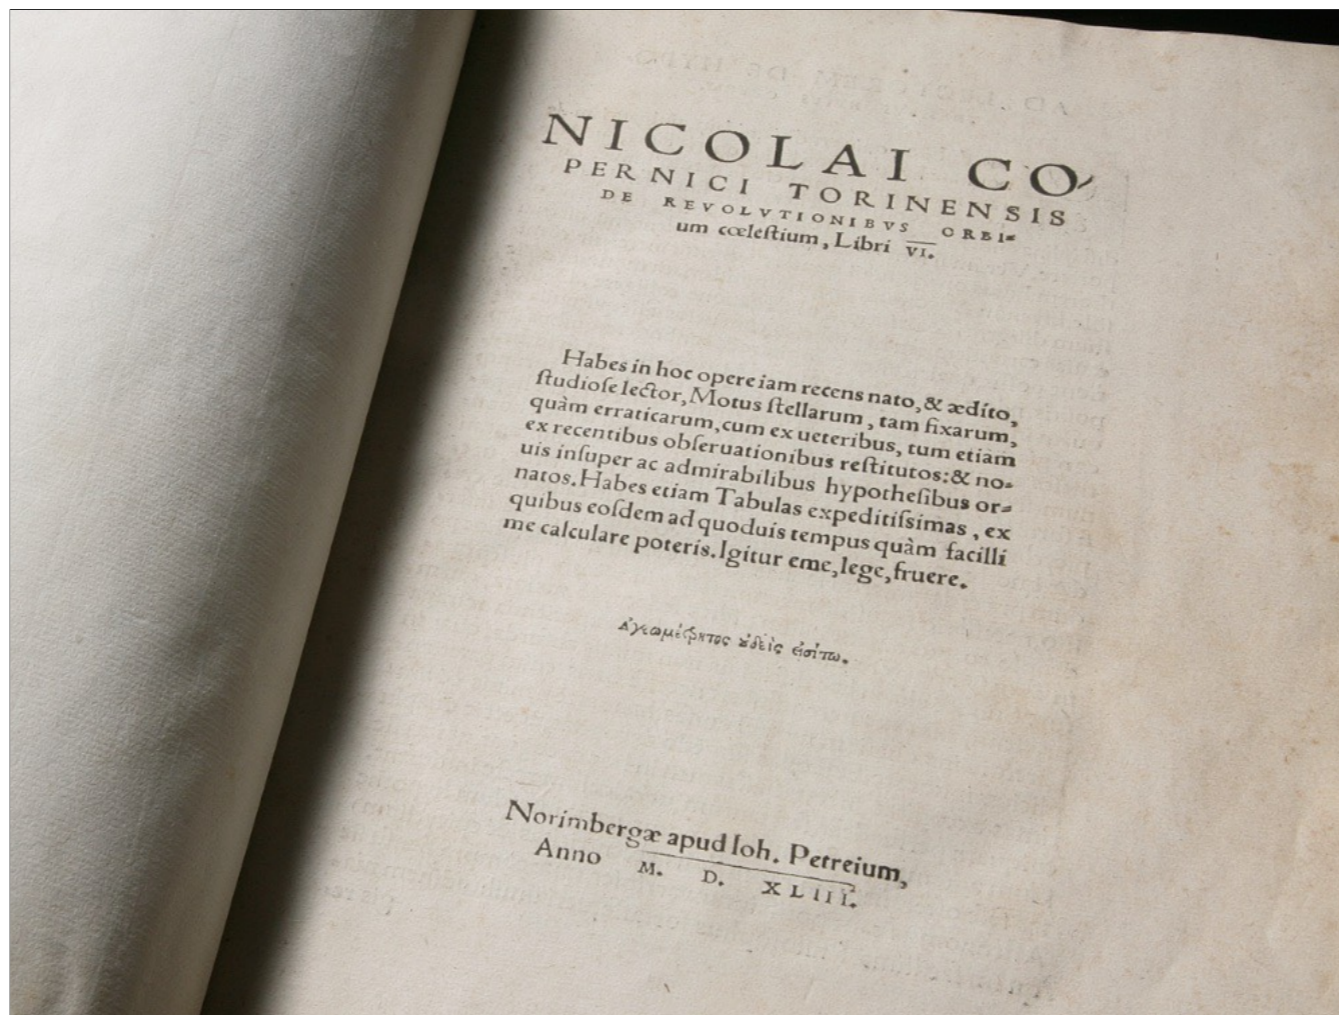 NICOLAI CO⸗
PERNICI TORINENSIS
DE REVOLVTIONIBVS ORBI⸗
um cœleſtium, Libri VI.
Habes in hoc opere iam recens nato, & ædito,
ſtudioſe lector, Motus ſtellarum, tam fixarum,
quàm erraticarum, cum ex ueteribus, tum etiam
ex recentibus obſeruationibus reſtitutos: & no⸗
uis inſuper ac admirabilibus hypotheſibus or⸗
natos. Habes etiam Tabulas expeditiſsimas, ex
quibus eoſdem ad quoduis tempus quàm facilli
me calculare poteris. Igitur eme, lege, fruere.
Ἀγεωμέτρητος ὐδεὶς εἰσίτω.
Norimbergæ apud Ioh. Petreium,
Anno M. D. XLIII.